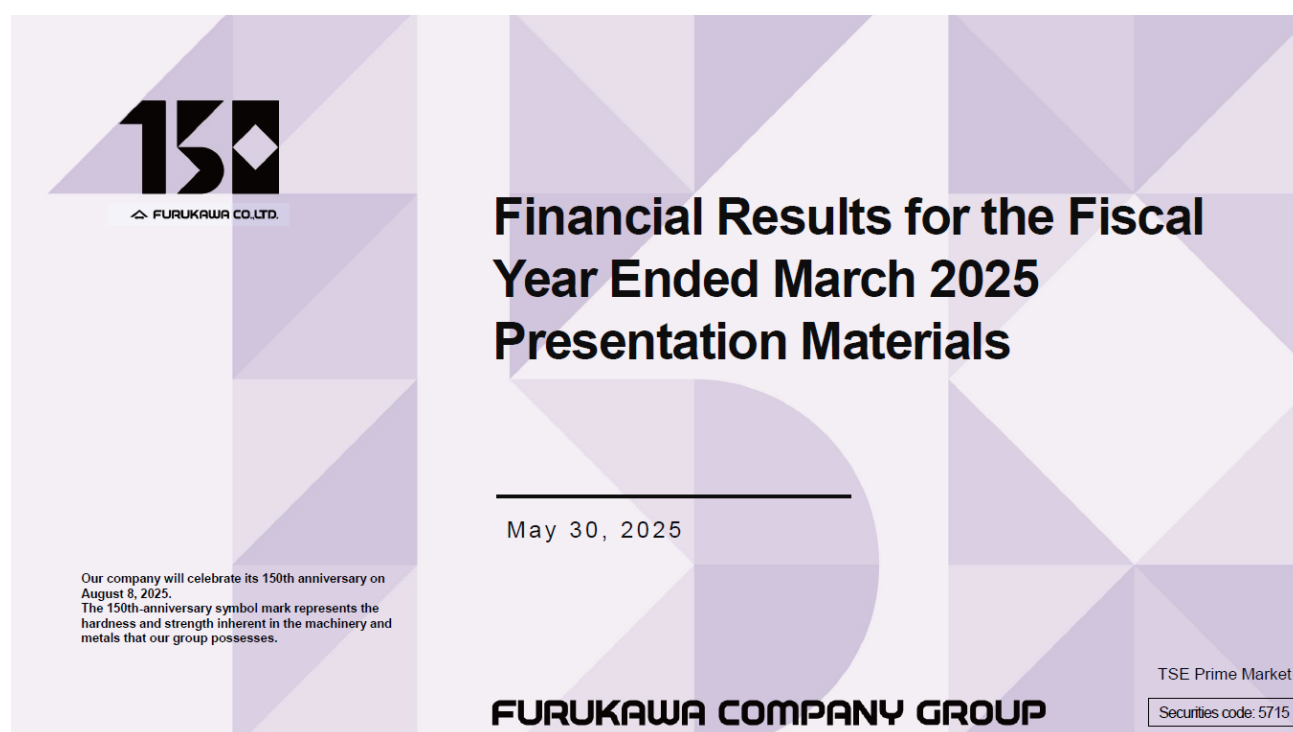 150
FURUKAWA CO.,LTD.
Financial Results for the Fiscal
Year Ended March 2025
Presentation Materials
May 30, 2025
Our company will celebrate its 150th anniversary on
August 8, 2025.
The 150th-anniversary symbol mark represents the
hardness and strength inherent in the machinery and
metals that our group possesses.
TSE Prime Market
FURUKAWA COMPANY GROUP
Securities code: 5715